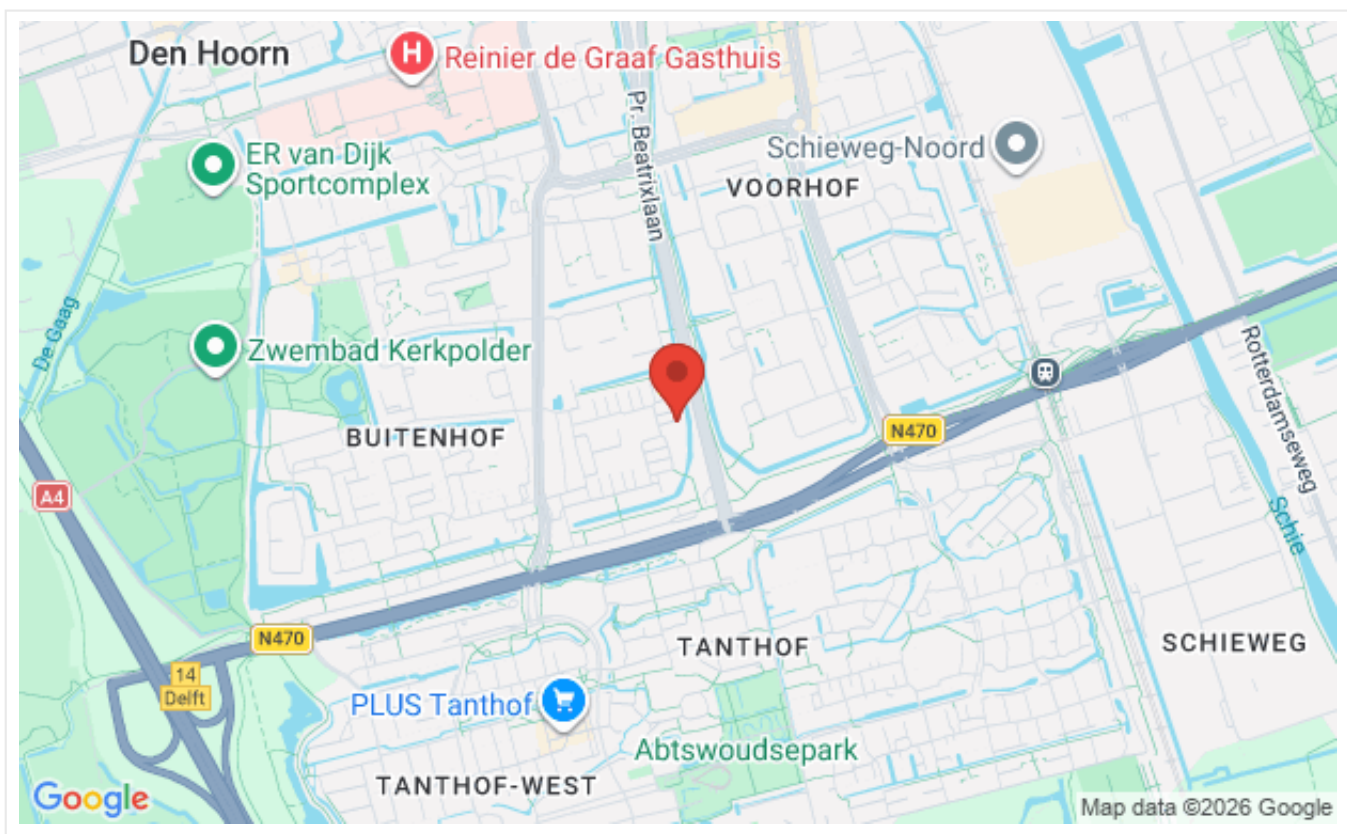 Den Hoorn
Reinier de Graaf Gasthuis
Pr. Beatrixlaan
ER van Dijk
Sportcomplex
Schieweg-Noord
VOORHOF
De Gaag
Zwembad Kerkpolder
Rotterdamseweg
BUITENHOF
N470
A4
Schie
N470
TANTHOF
SCHIEWEG
14
Delft
PLUS Tanthof
Abtswoudsepark
TANTHOF-WEST
Google
Map data ©2026 Google